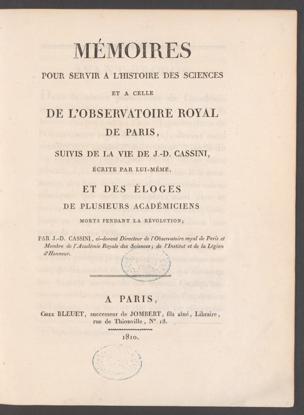 MÉMOIRES
POUR SERVIR A L'HISTOIRE DES SCIENCES
ET A CELLE
DE L'OBSERVATOIRE ROYAL
DE PARIS,
SUIVIS DE LA VIE DE J.-D. CASSINI,
ÉCRITE PAR LUI-MÊME,
ET DES ÉLOGES
DE PLUSIEURS ACADÉMICIENS
MORTS PENDANT LA RÉVOLUTION;
PAR J.-D. CASSINI, ci-devant Directeur de l'Observatoire royal de Paris et
Membre de l'Académie Royale des Sciences; de l'Institut et de la Légion
d'Honneur.
A PARIS,
Chez BLEUET, successeur de JOMBERT, fils aîné, Libraire,
rue de Thionville, N° 18.
1810.